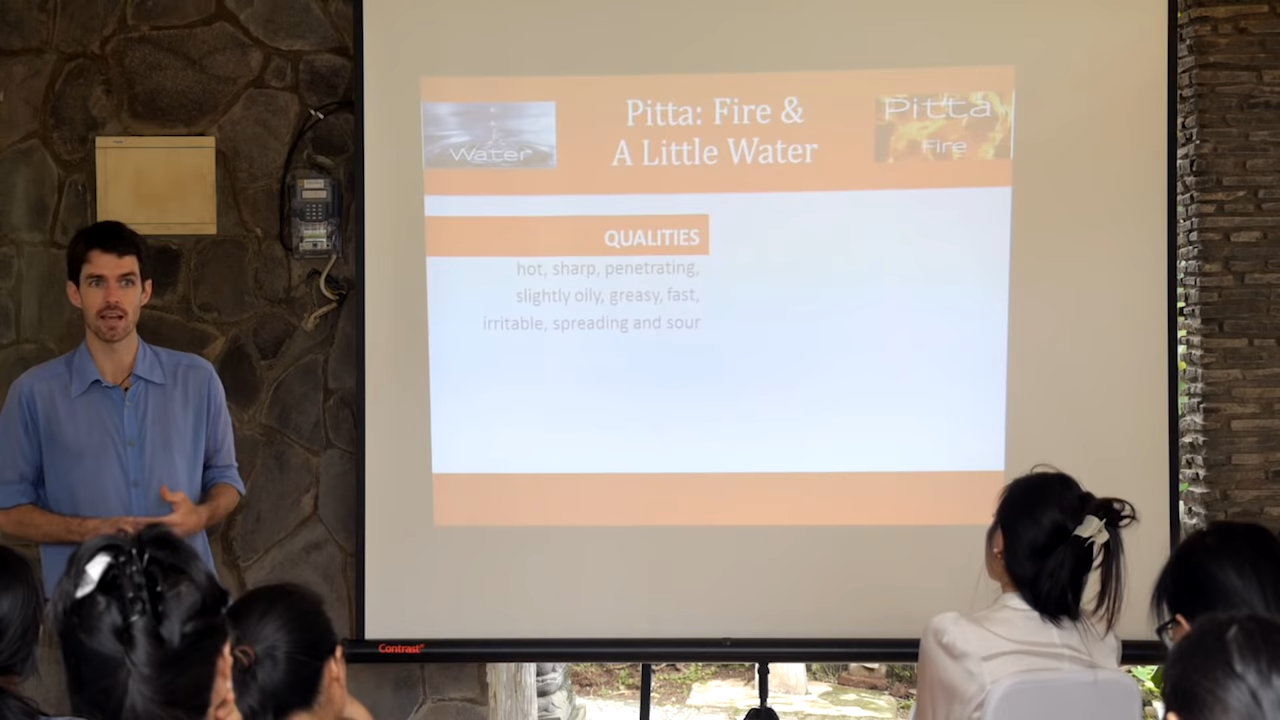 Pitta: Fire &
A Little Water
Water
Pitta
Fire
QUALITIES
hot, sharp, penetrating,
slightly oily, greasy, fast,
irritable, spreading and sour
Contrast